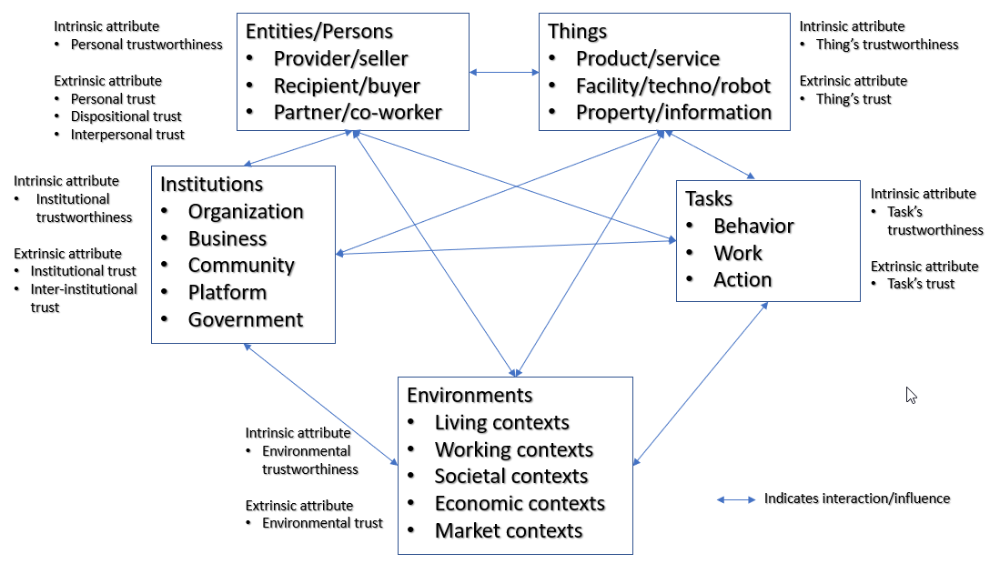 Intrinsic attribute
• Personal trustworthiness
Extrinsic attribute
• Personal trust
• Dispositional trust
• Interpersonal trust
Entities/Persons
• Provider/seller
• Recipient/buyer
• Partner/co-worker
Things
• Product/service
• Facility/techno/robot
• Property/information
Intrinsic attribute
• Thing's trustworthiness
Extrinsic attribute
• Thing's trust
Intrinsic attribute
• Institutional
trustworthiness
Extrinsic attribute
• Institutional trust
• Inter-institutional
trust
Institutions
• Organization
• Business
• Community
• Platform
• Government
Tasks
• Behavior
• Work
• Action
Intrinsic attribute
• Task's
trustworthiness
Extrinsic attribute
• Task's trust
Intrinsic attribute
• Environmental
trustworthiness
Extrinsic attribute
• Environmental trust
Environments
• Living contexts
• Working contexts
• Societal contexts
• Economic contexts
• Market contexts
Indicates interaction/influence